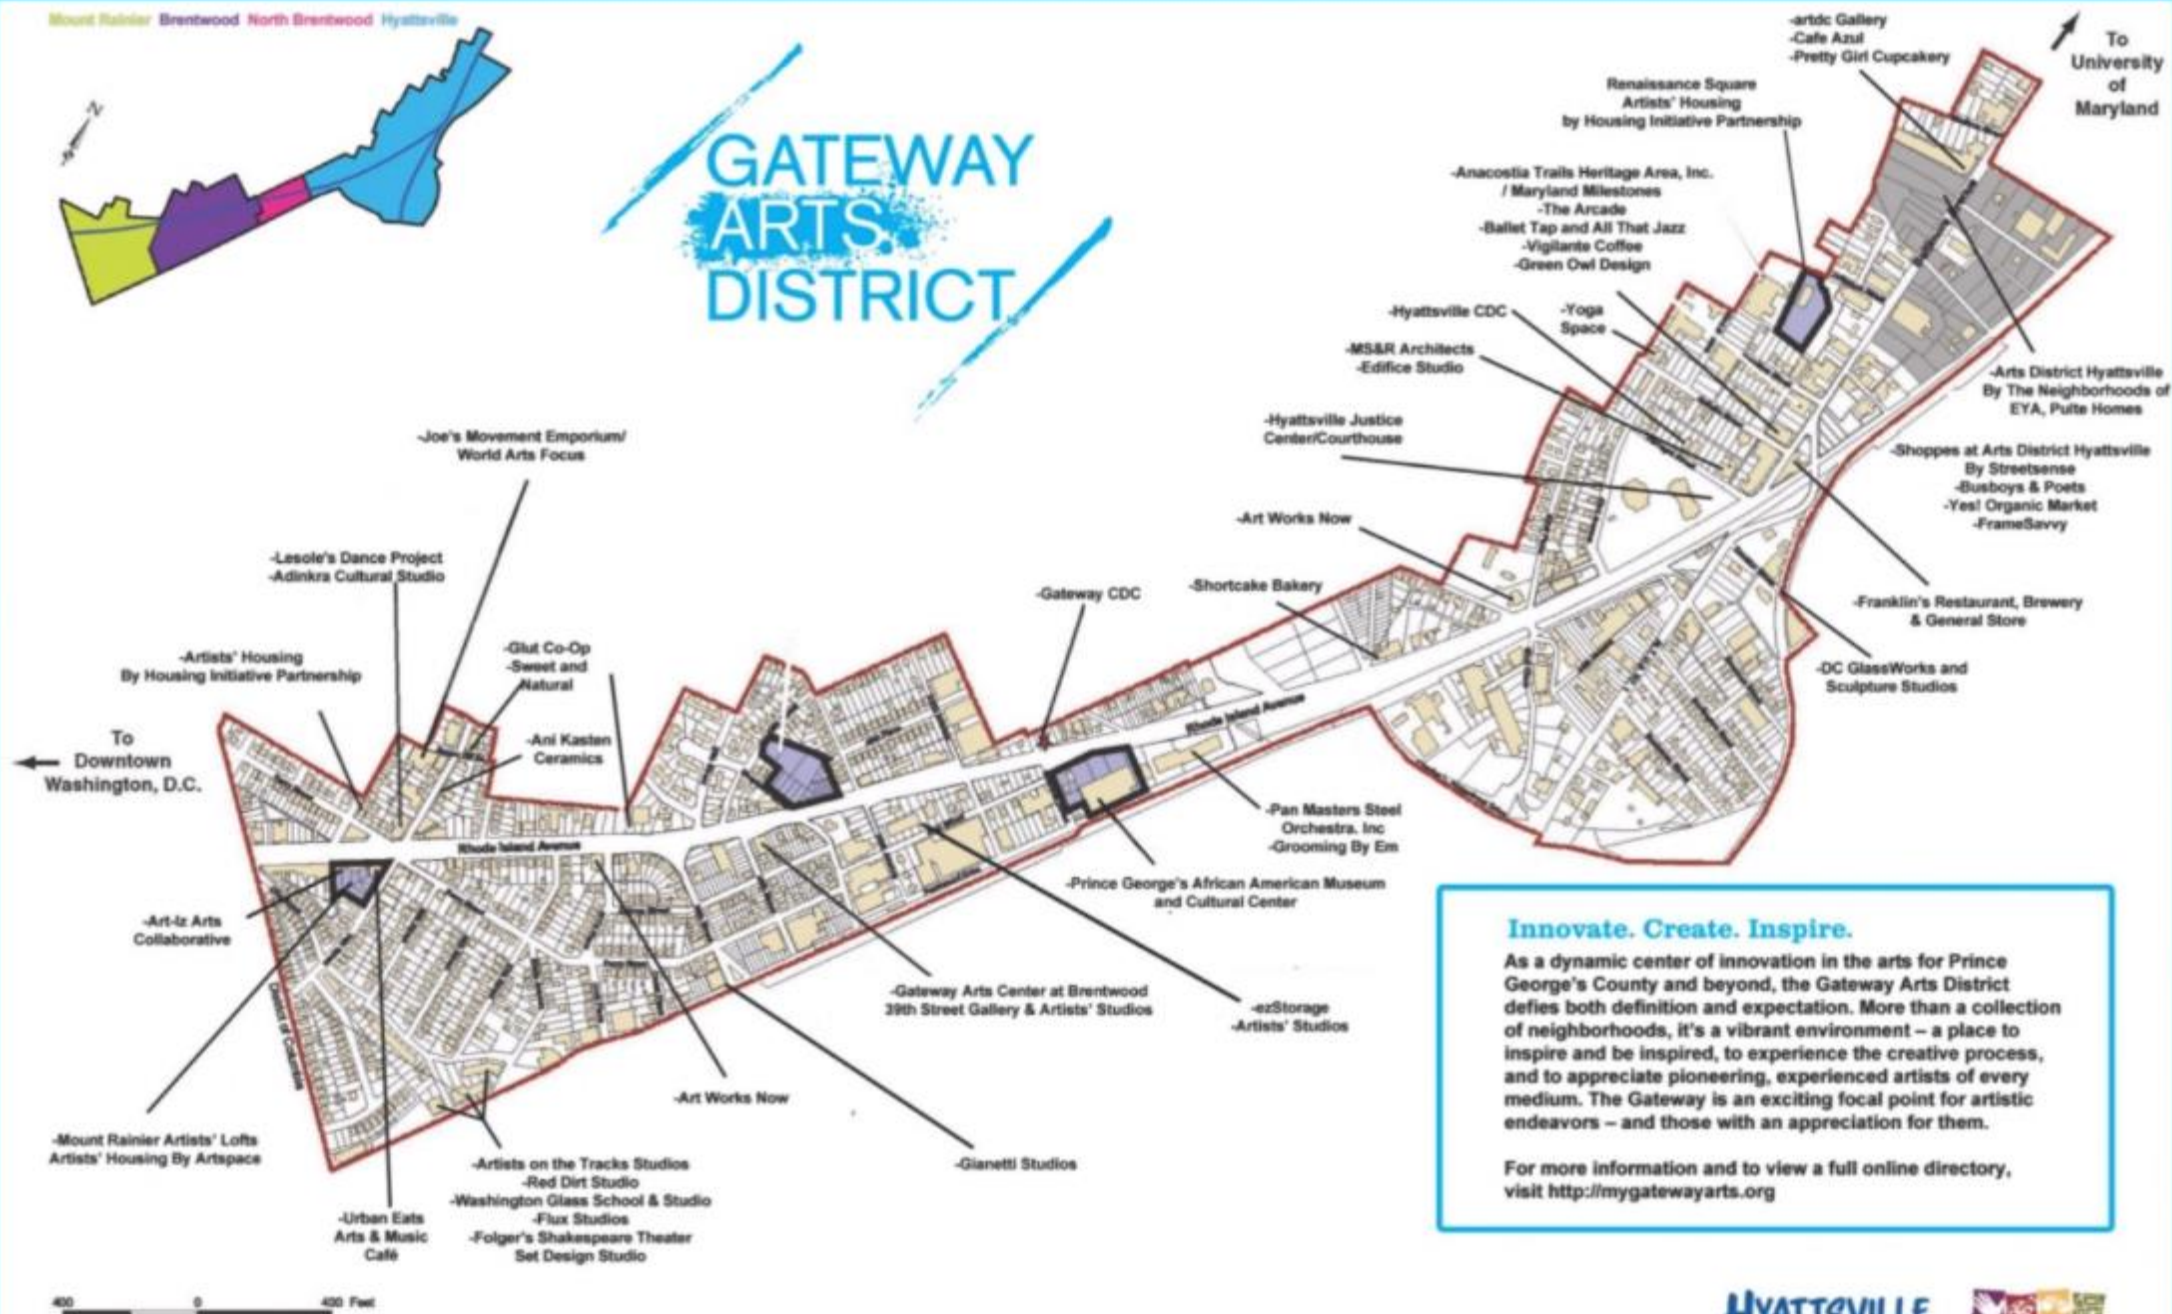 Mount Rainier Brentwood North Brentwood Hyattsville
N
GATEWAY
ARTS
DISTRICT
-artdc Gallery
-Cafe Azul
-Pretty Girl Cupcakery
To
University
of
Maryland
Renaissance Square
Artists' Housing
by Housing Initiative Partnership
-Anacostia Trails Heritage Area, Inc.
/ Maryland Milestones
-The Arcade
-Ballet Tap and All That Jazz
-Vigilante Coffee
-Green Owl Design
-Hyattsville CDC
-Yoga
Space
-MS&R Architects
-Edifice Studio
-Hyattsville Justice
Center/Courthouse
-Arts District Hyattsville
By The Neighborhoods of
EYA, Pulte Homes
-Shoppes at Arts District Hyattsville
By Streetsense
-Busboys & Poets
-Yes! Organic Market
-FrameSavvy
-Joe's Movement Emporium/
World Arts Focus
-Art Works Now
-Lesole's Dance Project
-Adinkra Cultural Studio
-Gateway CDC
-Shortcake Bakery
-Franklin's Restaurant, Brewery
& General Store
-Artists' Housing
By Housing Initiative Partnership
-Glut Co-Op
-Sweet and
Natural
-DC GlassWorks and
Sculpture Studios
To
Downtown
Washington, D.C.
-Ani Kasten
Ceramics
Rhode Island Avenue
Rhode Island Avenue
-Pan Masters Steel
Orchestra. Inc
-Grooming By Em
-Prince George's African American Museum
and Cultural Center
-Art-Iz Arts
Collaborative
District of Columbia
-Gateway Arts Center at Brentwood
39th Street Gallery & Artists' Studios
-ezStorage
-Artists' Studios
-Art Works Now
-Mount Rainier Artists' Lofts
Artists' Housing By Artspace
-Gianetti Studios
-Artists on the Tracks Studios
-Red Dirt Studio
-Washington Glass School & Studio
-Flux Studios
-Folger's Shakespeare Theater
Set Design Studio
-Urban Eats
Arts & Music
Café
Innovate. Create. Inspire.
As a dynamic center of innovation in the arts for Prince
George's County and beyond, the Gateway Arts District
defies both definition and expectation. More than a collection
of neighborhoods, it's a vibrant environment – a place to
inspire and be inspired, to experience the creative process,
and to appreciate pioneering, experienced artists of every
medium. The Gateway is an exciting focal point for artistic
endeavors – and those with an appreciation for them.
For more information and to view a full online directory,
visit http://mygatewayarts.org
400 0 400 Feet
HYATTSVILLE